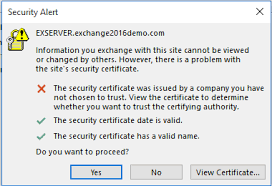 Security Alert
EXSERVER.exchange2016demo.com
Information you exchange with this site cannot be viewed
or changed by others. However, there is a problem with
the site's security certificate.
The security certificate was issued by a company you have
not chosen to trust. View the certificate to determine
whether you want to trust the certifying authority.
The security certificate date is valid.
The security certificate has a valid name.
Do you want to proceed?
Yes
No
View Certificate...